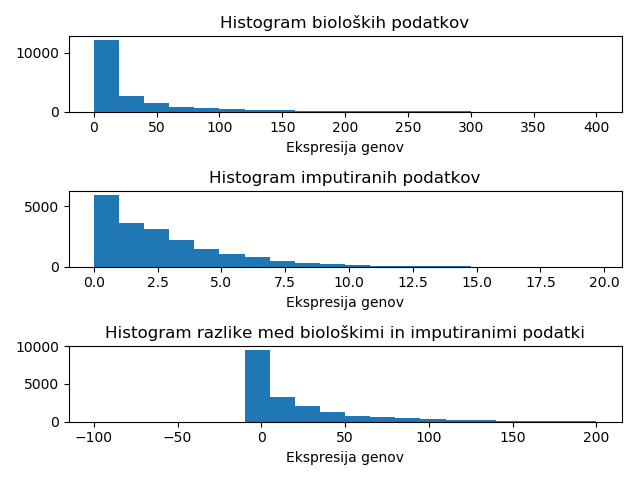 Histogram bioloških podatkov
10000
0
0 50 100 150 200 250 300 350 400
Ekspresija genov
Histogram imputiranih podatkov
5000
0
0.0 2.5 5.0 7.5 10.0 12.5 15.0 17.5 20.0
Ekspresija genov
Histogram razlike med biološkimi in imputiranimi podatki
10000
5000
0
−100 −50 0 50 100 150 200
Ekspresija genov